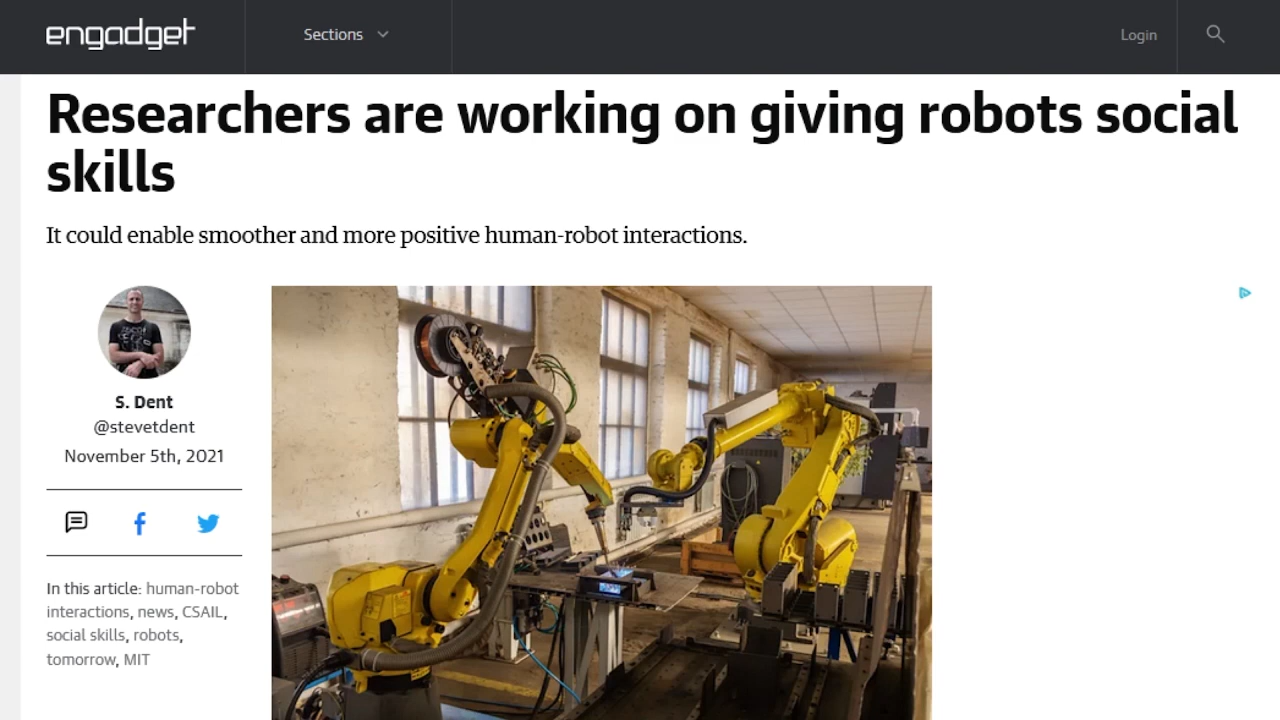 engadget
Sections
Login
Researchers are working on giving robots social
skills
It could enable smoother and more positive human-robot interactions.
S. Dent
@stevetdent
November 5th, 2021
In this article: human-robot
interactions, news, CSAIL,
social skills, robots,
tomorrow, MIT